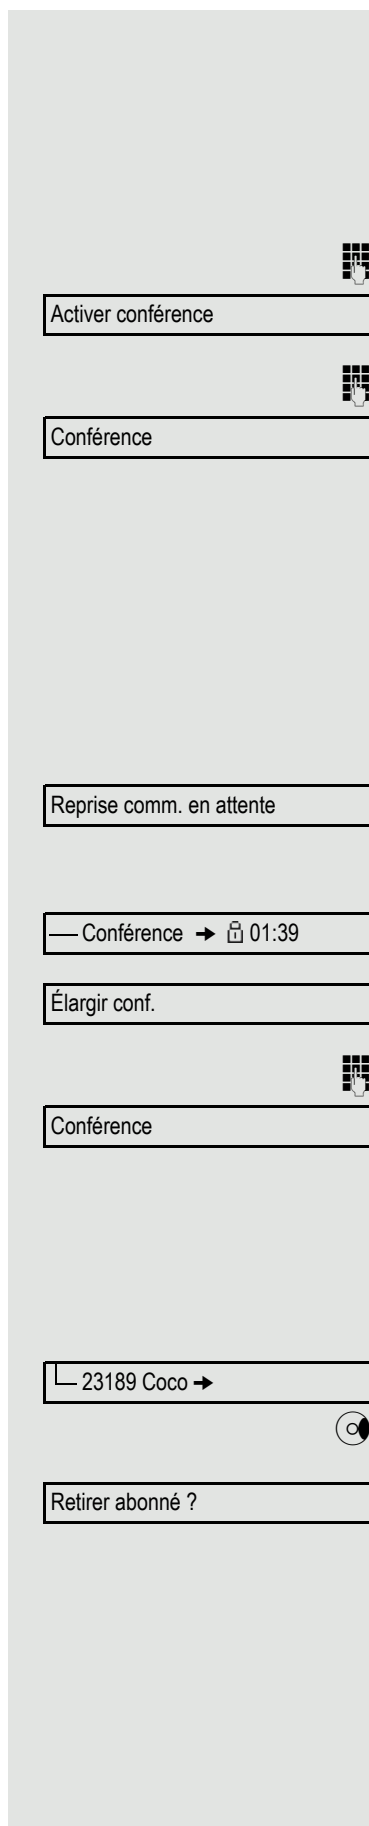 Activer conférence
Conférence
Reprise comm. en attente
Conférence → 01:39
Élargir conf.
Conférence
23189 Coco →
Retirer abonné ?